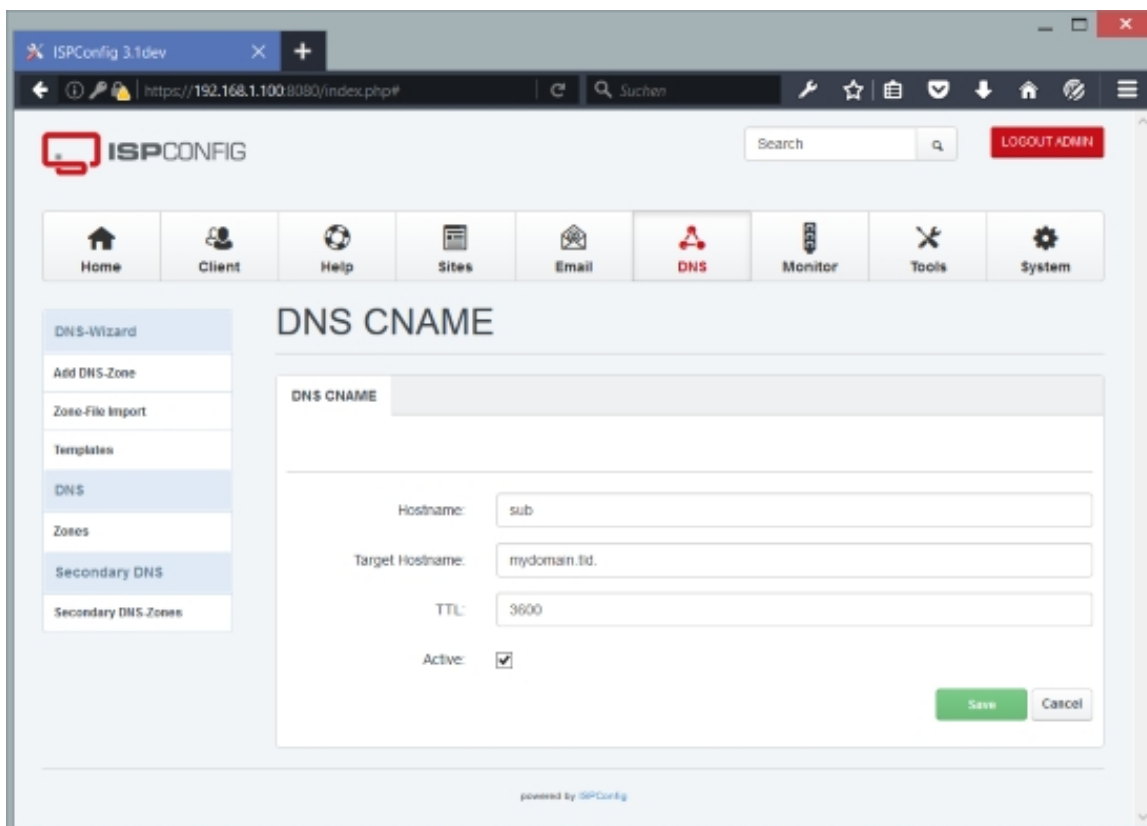 ISPConfig 3.1dev
https://192.168.1.100:8080/index.php#
Suchen
ISPCONFIG
Search
LOGOUT ADMIN
Home Client Help Sites Email DNS Monitor Tools System
DNS-Wizard
Add DNS-Zone
Zone-File Import
Templates
DNS
Zones
Secondary DNS
Secondary DNS-Zones
DNS CNAME
DNS CNAME
Hostname: sub
Target Hostname: mydomain.tld.
TTL: 3600
Active:
Save Cancel
powered by ISPConfig